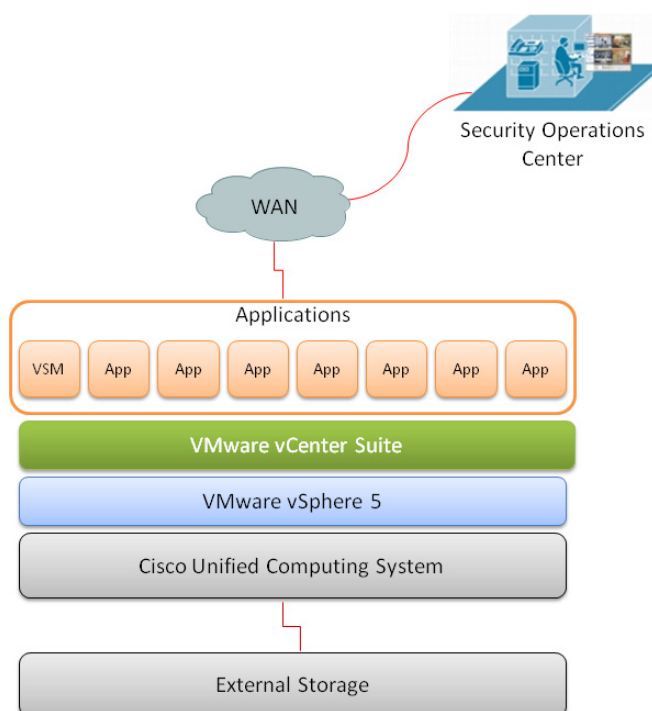 Security Operations
Center
WAN
Applications
VSM App App App App App App App
VMware vCenter Suite
VMware vSphere 5
Cisco Unified Computing System
External Storage